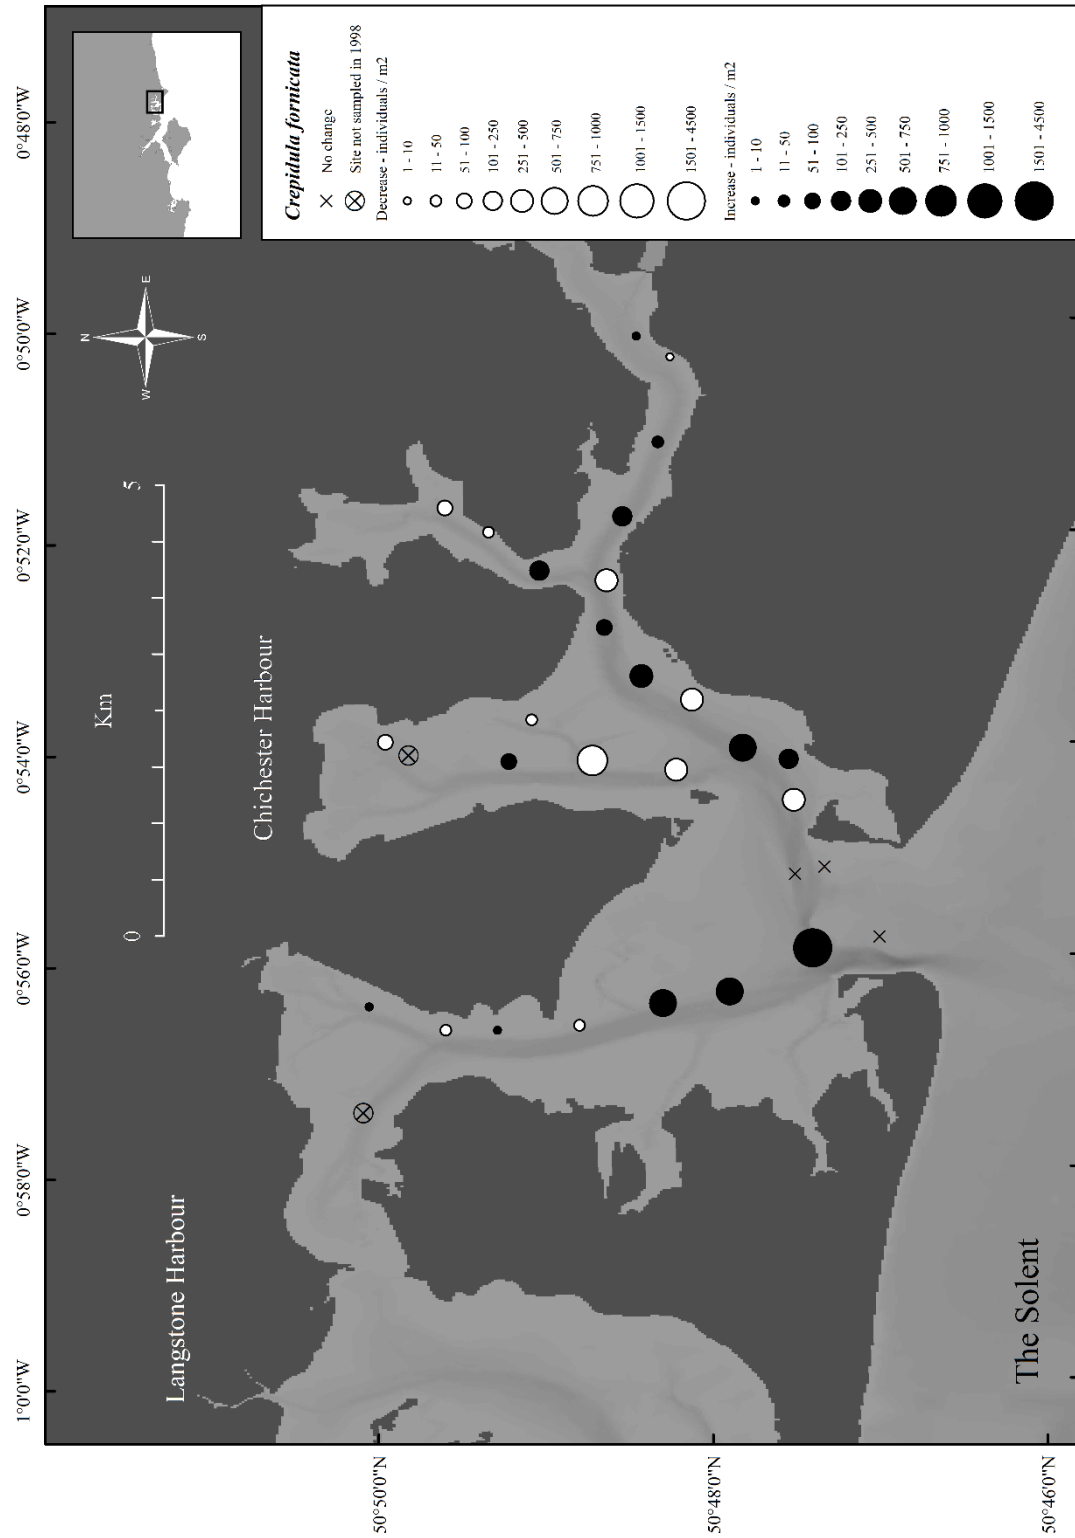 0°48'0"W
0°50'0"W
0°52'0"W
0°54'0"W
0°56'0"W
0°58'0"W
1°0'0"W
50°50'0"N
50°48'0"N
50°46'0"N
Langstone Harbour
Chichester Harbour
The Solent
Km
0
5
N
E
S
W
Crepidula fornicata
No change
Site not sampled in 1998
Decrease - individuals / m2
1 - 10
11 - 50
51 - 100
101 - 250
251 - 500
501 - 750
751 - 1000
1001 - 1500
1501 - 4500
Increase - individuals / m2
1 - 10
11 - 50
51 - 100
101 - 250
251 - 500
501 - 750
751 - 1000
1001 - 1500
1501 - 4500